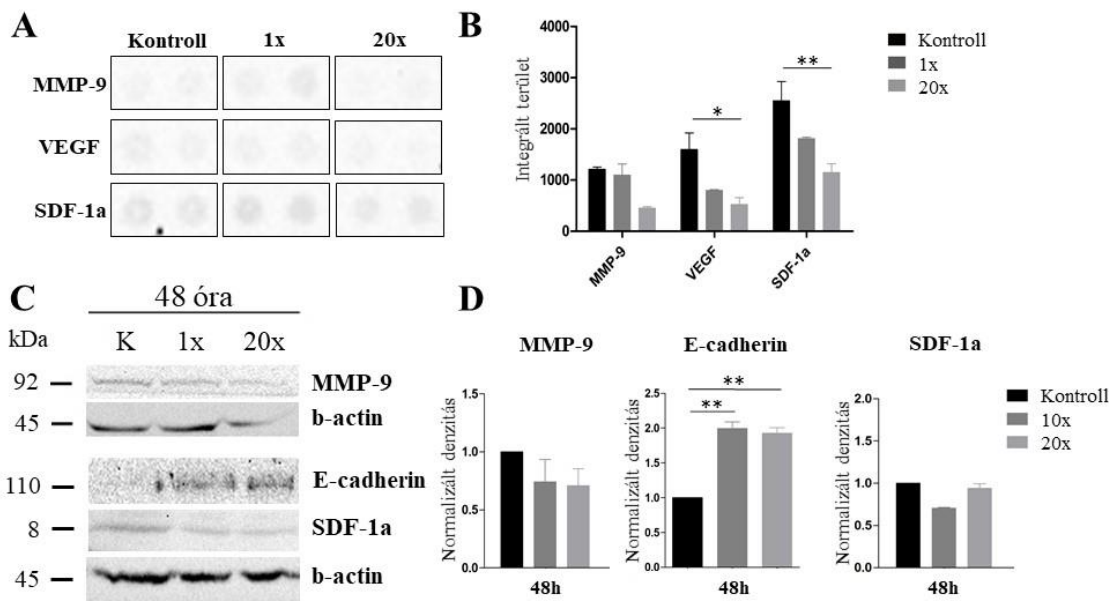 A
Kontroll 1x 20x
MMP-9
VEGF
SDF-1a
B
Integrált terület
4000
3000
2000
1000
0
MMP-9
VEGF
SDF-1a
*
**
Kontroll
1x
20x
C
48 óra
kDa K 1x 20x
92 MMP-9
45 b-actin
110 E-cadherin
8 SDF-1a
45 b-actin
D
MMP-9
Normalizált denzitás
1.5
1.0
0.5
0.0
48h
E-cadherin
Normalizált denzitás
2.5
2.0
1.5
1.0
0.5
0.0
**
**
48h
SDF-1a
Normalizált denzitás
2.0
1.5
1.0
0.5
0.0
48h
Kontroll
10x
20x